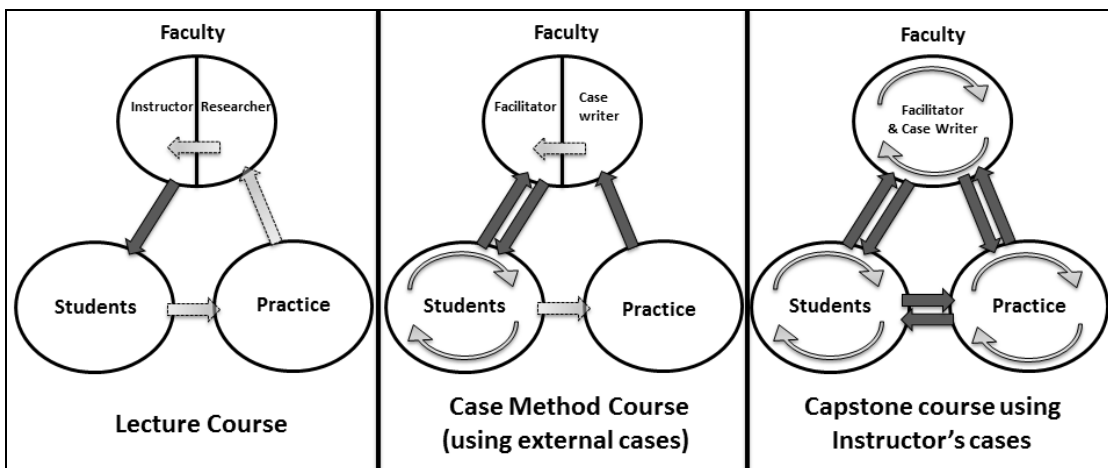 Faculty
Instructor
Researcher
Students
Practice
Lecture Course
Faculty
Facilitator
Case
writer
Students
Practice
Case Method Course
(using external cases)
Faculty
Facilitator
& Case Writer
Students
Practice
Capstone course using
Instructor's cases